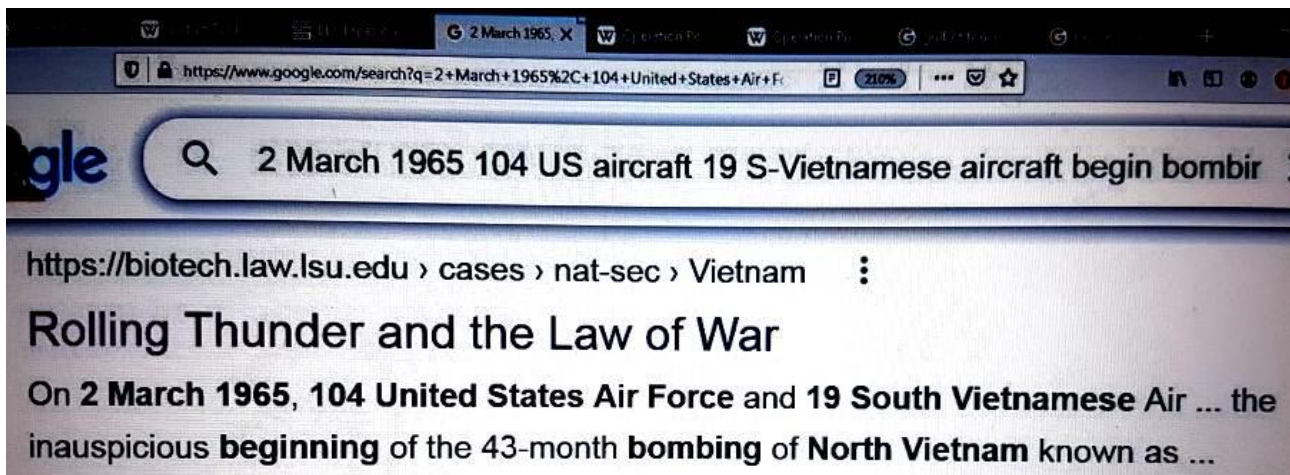 2 March 1965, X
https://www.google.com/search?q=2+March+1965%2C+104+United+States+Air+F 210%
gle 2 March 1965 104 US aircraft 19 S-Vietnamese aircraft begin bombin
https://biotech.law.lsu.edu › cases › nat-sec › Vietnam
Rolling Thunder and the Law of War
On 2 March 1965, 104 United States Air Force and 19 South Vietnamese Air ... the
inauspicious beginning of the 43-month bombing of North Vietnam known as ...